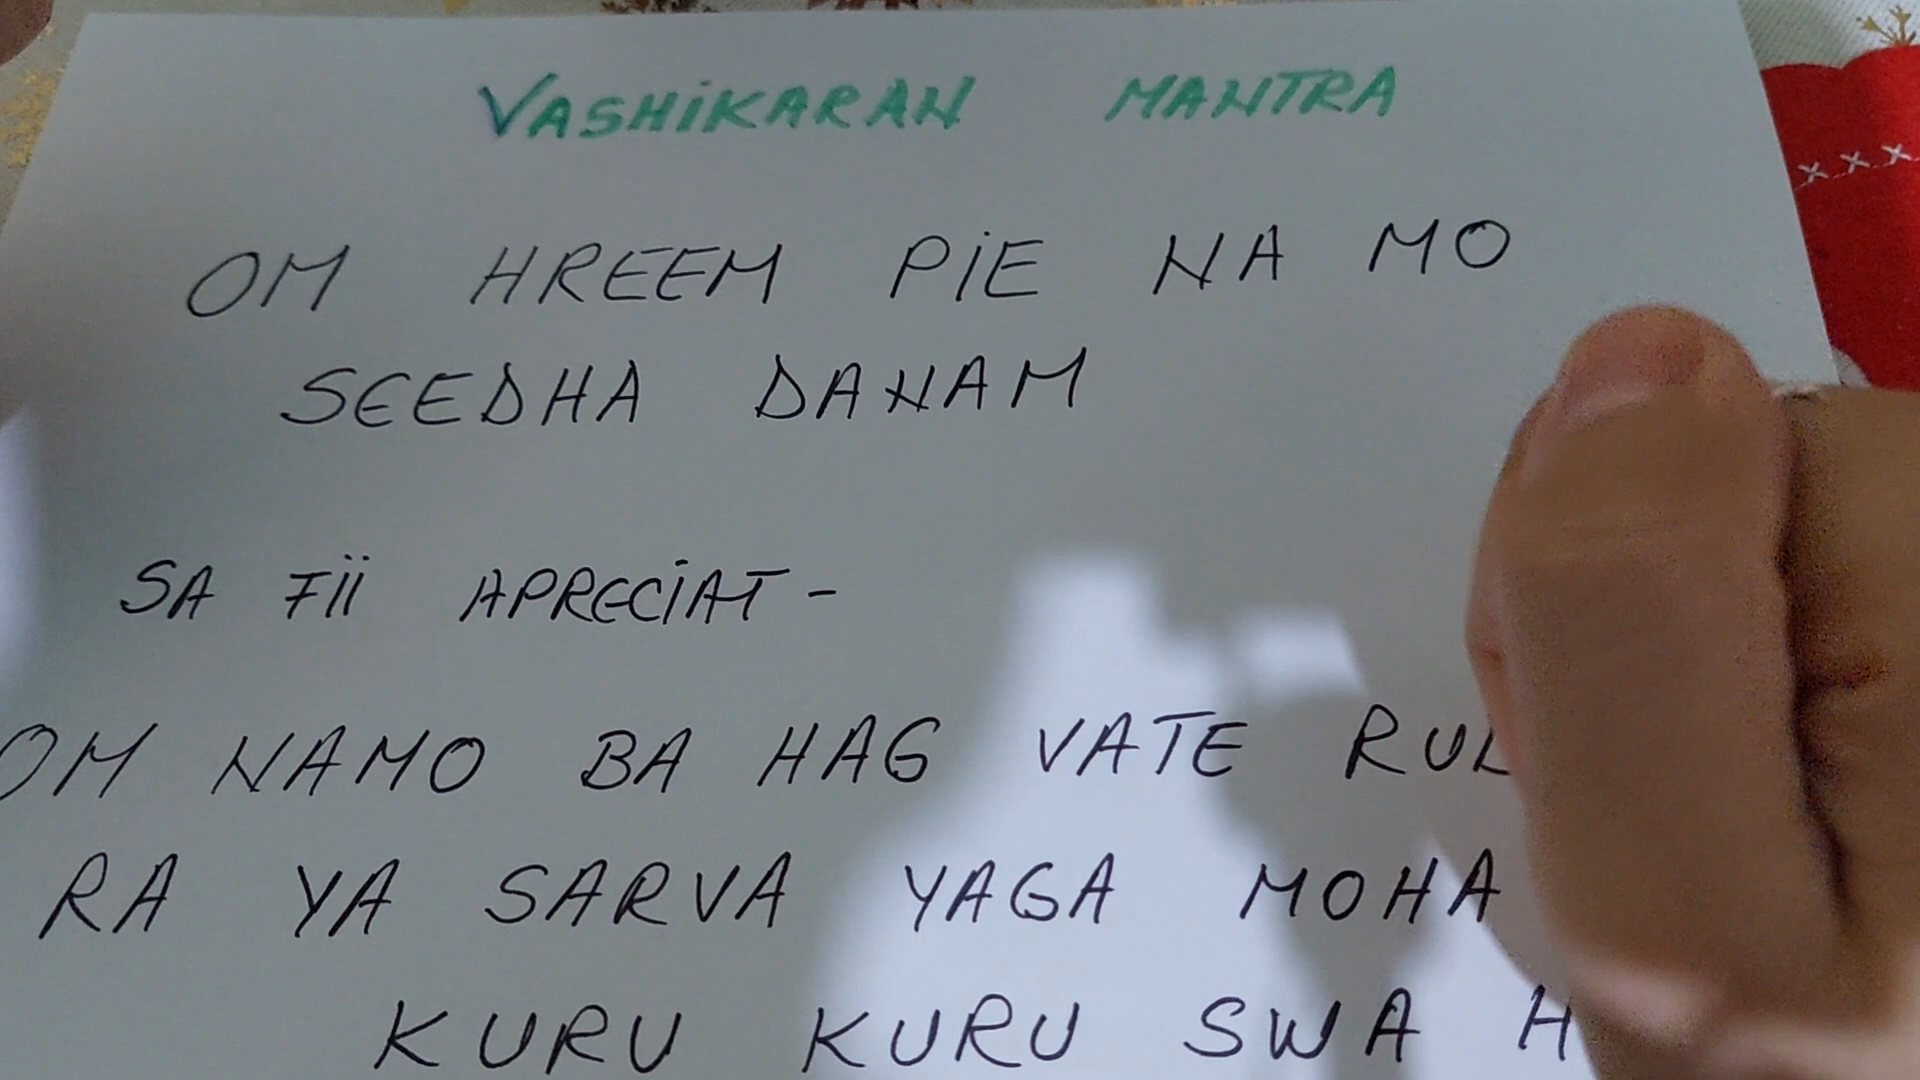 VASHIKARAN MANTRA
OM HREEM PIE NA MO
SEEDHA DANAM
SA FII APRECIAT -
OM NAMO BA HAG VATE
RA YA SARVA YAGA MOHA
KURU KURU SWA H